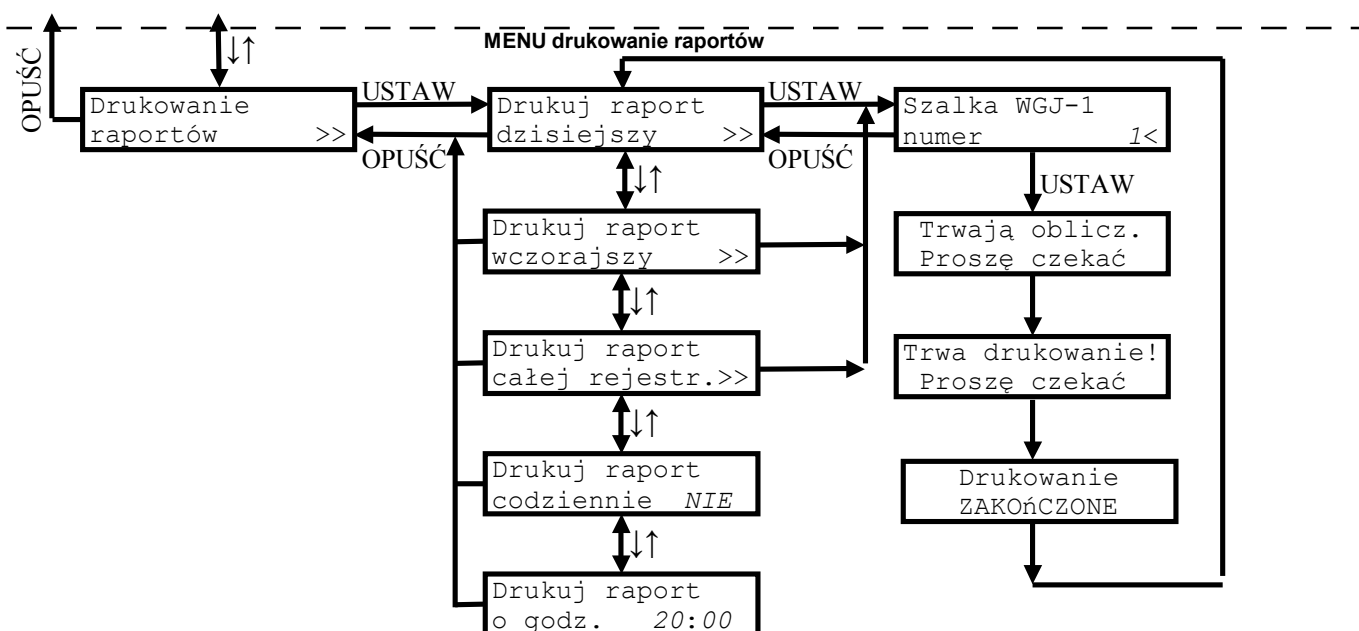 MENU drukowanie raportów
OPUŚĆ
↓↑
Drukowanie
raportów >>
USTAW
OPUŚĆ
Drukuj raport
dzisiejszy >>
USTAW
OPUŚĆ
Szalka WGJ-1
numer 1<
↓↑
USTAW
Drukuj raport
wczorajszy >>
Trwają oblicz.
Proszę czekać
↓↑
Drukuj raport
całej rejestr.>>
Trwa drukowanie!
Proszę czekać
↓↑
Drukuj raport
codziennie NIE
Drukowanie
ZAKOńCZONE
↓↑
Drukuj raport
o godz. 20:00